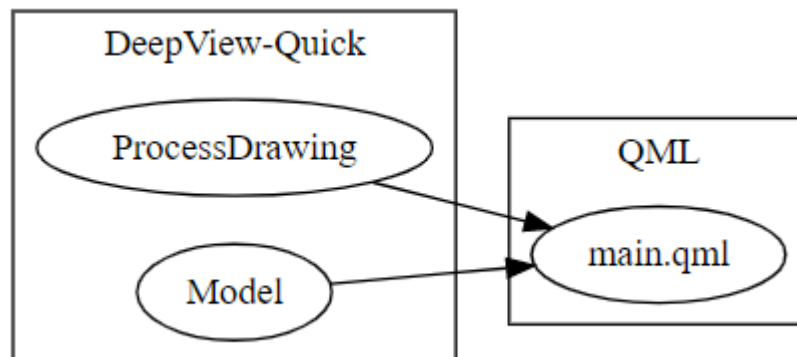 DeepView-Quick
ProcessDrawing
Model
QML
main.qml